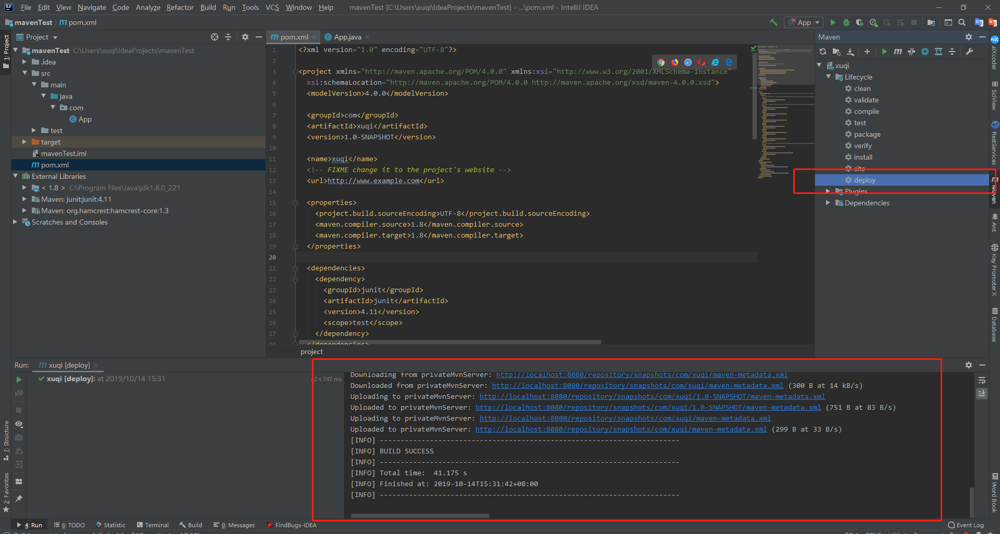 File Edit View Navigate Code Analyze Refactor Build Run Tools VCS Window Help mavenTest [C:\Users\xuqi\IdeaProjects\mavenTest] - ...\pom.xml - IntelliJ IDEA
mavenTest pom.xml App
1: Project
Project
mavenTest C:\Users\xuqi\IdeaProjects\mavenTest
.idea
src
main
java
com
App
test
target
mavenTest.iml
pom.xml
External Libraries
< 1.8 > C:\Program Files\Java\jdk1.8.0_221
Maven: junit:junit:4.11
Maven: org.hamcrest:hamcrest-core:1.3
Scratches and Consoles
pom.xml App.java
1 <?xml version="1.0" encoding="UTF-8"?>
2
3 <project xmlns="http://maven.apache.org/POM/4.0.0" xmlns:xsi="http://www.w3.org/2001/XMLSchema-instance"
4 xsi:schemaLocation="http://maven.apache.org/POM/4.0.0 http://maven.apache.org/xsd/maven-4.0.0.xsd">
5 <modelVersion>4.0.0</modelVersion>
6
7 <groupId>com</groupId>
8 <artifactId>xuqi</artifactId>
9 <version>1.0-SNAPSHOT</version>
10
11 <name>xuqi</name>
12 <!-- FIXME change it to the project's website -->
13 <url>http://www.example.com</url>
14
15 <properties>
16 <project.build.sourceEncoding>UTF-8</project.build.sourceEncoding>
17 <maven.compiler.source>1.8</maven.compiler.source>
18 <maven.compiler.target>1.8</maven.compiler.target>
19 </properties>
20
21 <dependencies>
22 <dependency>
23 <groupId>junit</groupId>
24 <artifactId>junit</artifactId>
25 <version>4.11</version>
26 <scope>test</scope>
27 </dependency>
28 </dependencies>
project
Maven
xuqi
Lifecycle
clean
validate
compile
test
package
verify
install
site
deploy
Plugins
Dependencies
aiXcoder
SciView
RestServices
Maven
Ant
Key Promoter X
Database
Word Book
Run: xuqi [deploy]
xuqi [deploy]: at 2019/10/14 15:31 42 s 747 ms
Downloading from privateMvnServer: http://localhost:8080/repository/snapshots/com/xuqi/maven-metadata.xml
Downloaded from privateMvnServer: http://localhost:8080/repository/snapshots/com/xuqi/maven-metadata.xml (300 B at 14 kB/s)
Uploading to privateMvnServer: http://localhost:8080/repository/snapshots/com/xuqi/1.0-SNAPSHOT/maven-metadata.xml
Uploaded to privateMvnServer: http://localhost:8080/repository/snapshots/com/xuqi/1.0-SNAPSHOT/maven-metadata.xml (751 B at 83 B/s)
Uploading to privateMvnServer: http://localhost:8080/repository/snapshots/com/xuqi/maven-metadata.xml
Uploaded to privateMvnServer: http://localhost:8080/repository/snapshots/com/xuqi/maven-metadata.xml (299 B at 33 B/s)
[INFO] ------------------------------------------------------------------------
[INFO] BUILD SUCCESS
[INFO] ------------------------------------------------------------------------
[INFO] Total time: 41.175 s
[INFO] Finished at: 2019-10-14T15:31:42+08:00
[INFO] ------------------------------------------------------------------------
7: Structure
2: Favorites
4: Run 6: TODO Statistic Terminal Build 0: Messages FindBugs-IDEA Event Log